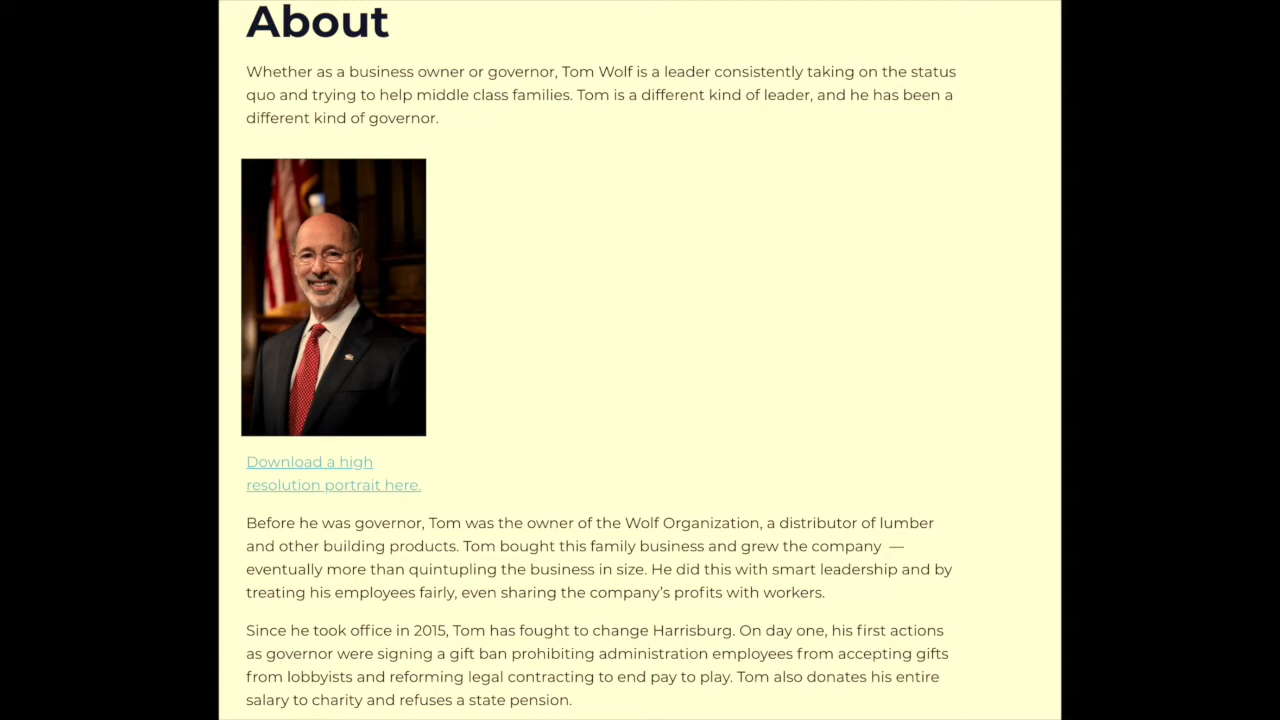 About
Whether as a business owner or governor, Tom Wolf is a leader consistently taking on the status
quo and trying to help middle class families. Tom is a different kind of leader, and he has been a
different kind of governor.
Download a high
resolution portrait here.
Before he was governor, Tom was the owner of the Wolf Organization, a distributor of lumber
and other building products. Tom bought this family business and grew the company —
eventually more than quintupling the business in size. He did this with smart leadership and by
treating his employees fairly, even sharing the company’s profits with workers.
Since he took office in 2015, Tom has fought to change Harrisburg. On day one, his first actions
as governor were signing a gift ban prohibiting administration employees from accepting gifts
from lobbyists and reforming legal contracting to end pay to play. Tom also donates his entire
salary to charity and refuses a state pension.